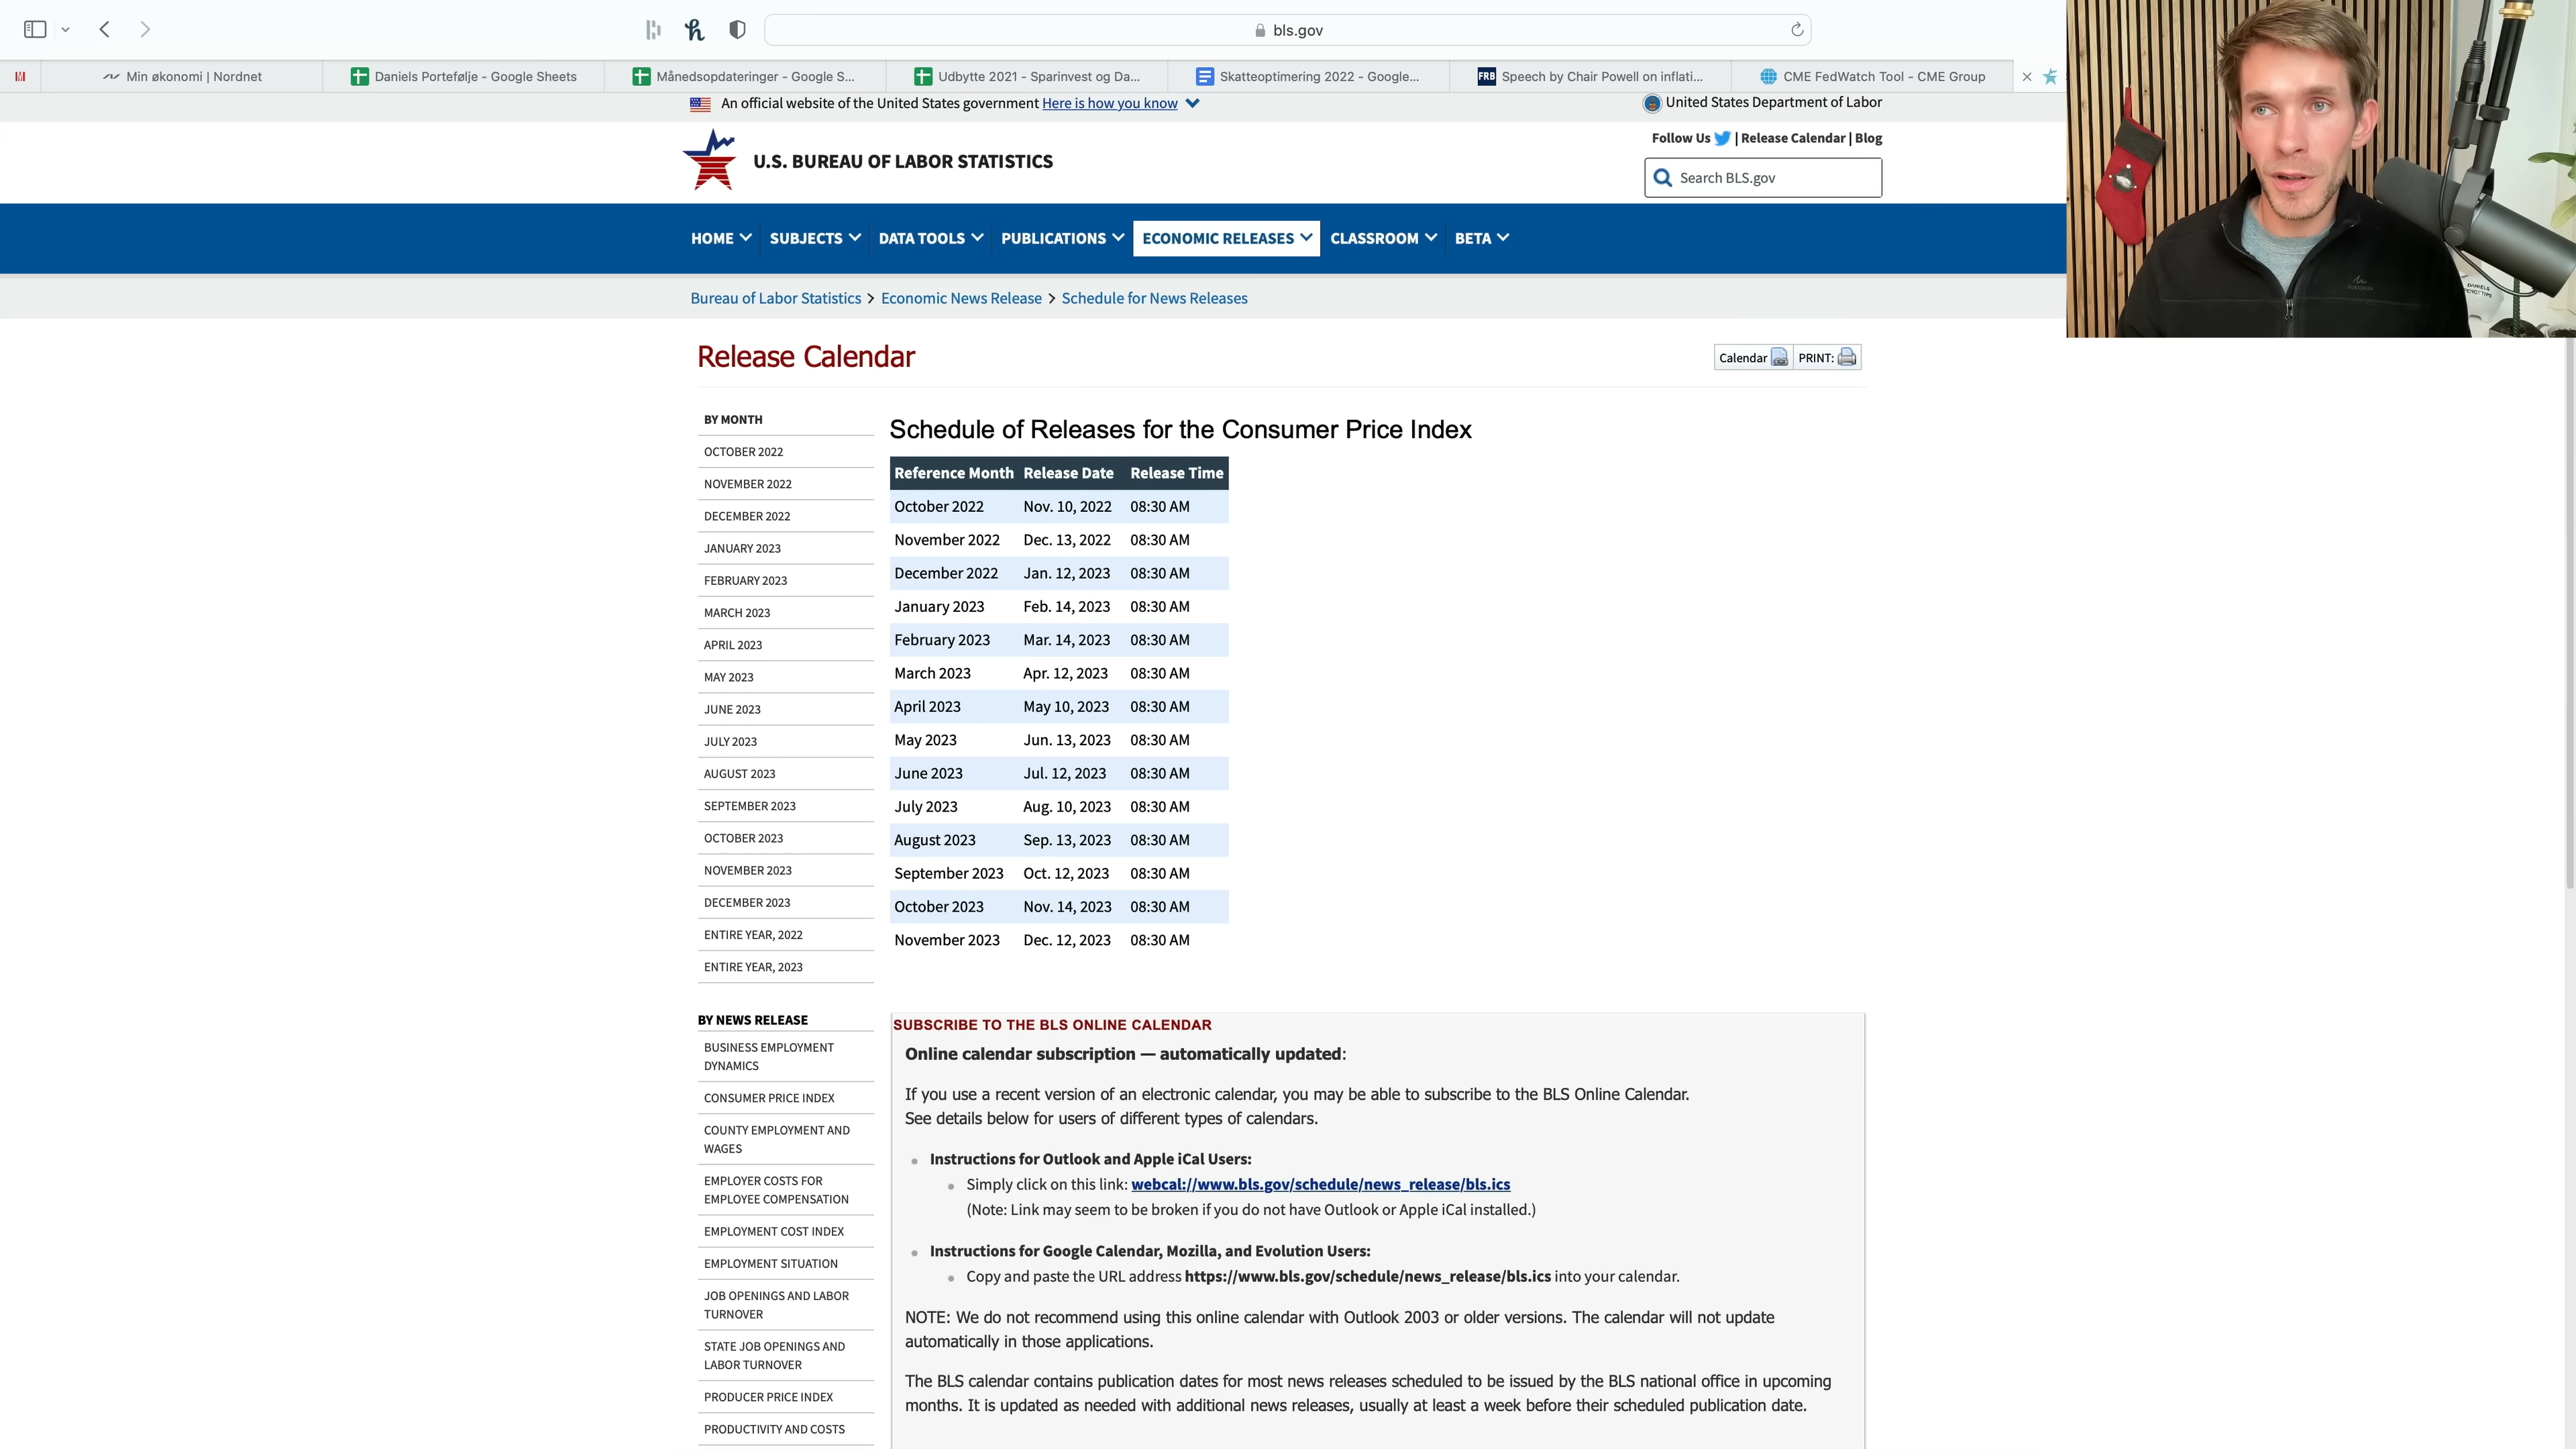 bls.gov
Min økonomi | Nordnet
Daniels Portefølje - Google Sheets
Månedsopdateringer - Google S...
Udbytte 2021 - Sparinvest og Da...
Skatteoptimering 2022 - Google...
FRB Speech by Chair Powell on inflati...
CME FedWatch Tool - CME Group
An official website of the United States government Here is how you know
United States Department of Labor
Follow Us | Release Calendar | Blog
U.S. BUREAU OF LABOR STATISTICS
Search BLS.gov
HOME SUBJECTS DATA TOOLS PUBLICATIONS ECONOMIC RELEASES CLASSROOM BETA
Bureau of Labor Statistics > Economic News Release > Schedule for News Releases
Release Calendar
Calendar PRINT:
BY MONTH
OCTOBER 2022
NOVEMBER 2022
DECEMBER 2022
JANUARY 2023
FEBRUARY 2023
MARCH 2023
APRIL 2023
MAY 2023
JUNE 2023
JULY 2023
AUGUST 2023
SEPTEMBER 2023
OCTOBER 2023
NOVEMBER 2023
DECEMBER 2023
ENTIRE YEAR, 2022
ENTIRE YEAR, 2023
Schedule of Releases for the Consumer Price Index
Reference Month Release Date Release Time
October 2022 Nov. 10, 2022 08:30 AM
November 2022 Dec. 13, 2022 08:30 AM
December 2022 Jan. 12, 2023 08:30 AM
January 2023 Feb. 14, 2023 08:30 AM
February 2023 Mar. 14, 2023 08:30 AM
March 2023 Apr. 12, 2023 08:30 AM
April 2023 May 10, 2023 08:30 AM
May 2023 Jun. 13, 2023 08:30 AM
June 2023 Jul. 12, 2023 08:30 AM
July 2023 Aug. 10, 2023 08:30 AM
August 2023 Sep. 13, 2023 08:30 AM
September 2023 Oct. 12, 2023 08:30 AM
October 2023 Nov. 14, 2023 08:30 AM
November 2023 Dec. 12, 2023 08:30 AM
BY NEWS RELEASE
BUSINESS EMPLOYMENT
DYNAMICS
CONSUMER PRICE INDEX
COUNTY EMPLOYMENT AND
WAGES
EMPLOYER COSTS FOR
EMPLOYEE COMPENSATION
EMPLOYMENT COST INDEX
EMPLOYMENT SITUATION
JOB OPENINGS AND LABOR
TURNOVER
STATE JOB OPENINGS AND
LABOR TURNOVER
PRODUCER PRICE INDEX
PRODUCTIVITY AND COSTS
SUBSCRIBE TO THE BLS ONLINE CALENDAR
Online calendar subscription — automatically updated:
If you use a recent version of an electronic calendar, you may be able to subscribe to the BLS Online Calendar.
See details below for users of different types of calendars.
Instructions for Outlook and Apple iCal Users:
Simply click on this link: webcal://www.bls.gov/schedule/news_release/bls.ics
(Note: Link may seem to be broken if you do not have Outlook or Apple iCal installed.)
Instructions for Google Calendar, Mozilla, and Evolution Users:
Copy and paste the URL address https://www.bls.gov/schedule/news_release/bls.ics into your calendar.
NOTE: We do not recommend using this online calendar with Outlook 2003 or older versions. The calendar will not update
automatically in those applications.
The BLS calendar contains publication dates for most news releases scheduled to be issued by the BLS national office in upcoming
months. It is updated as needed with additional news releases, usually at least a week before their scheduled publication date.